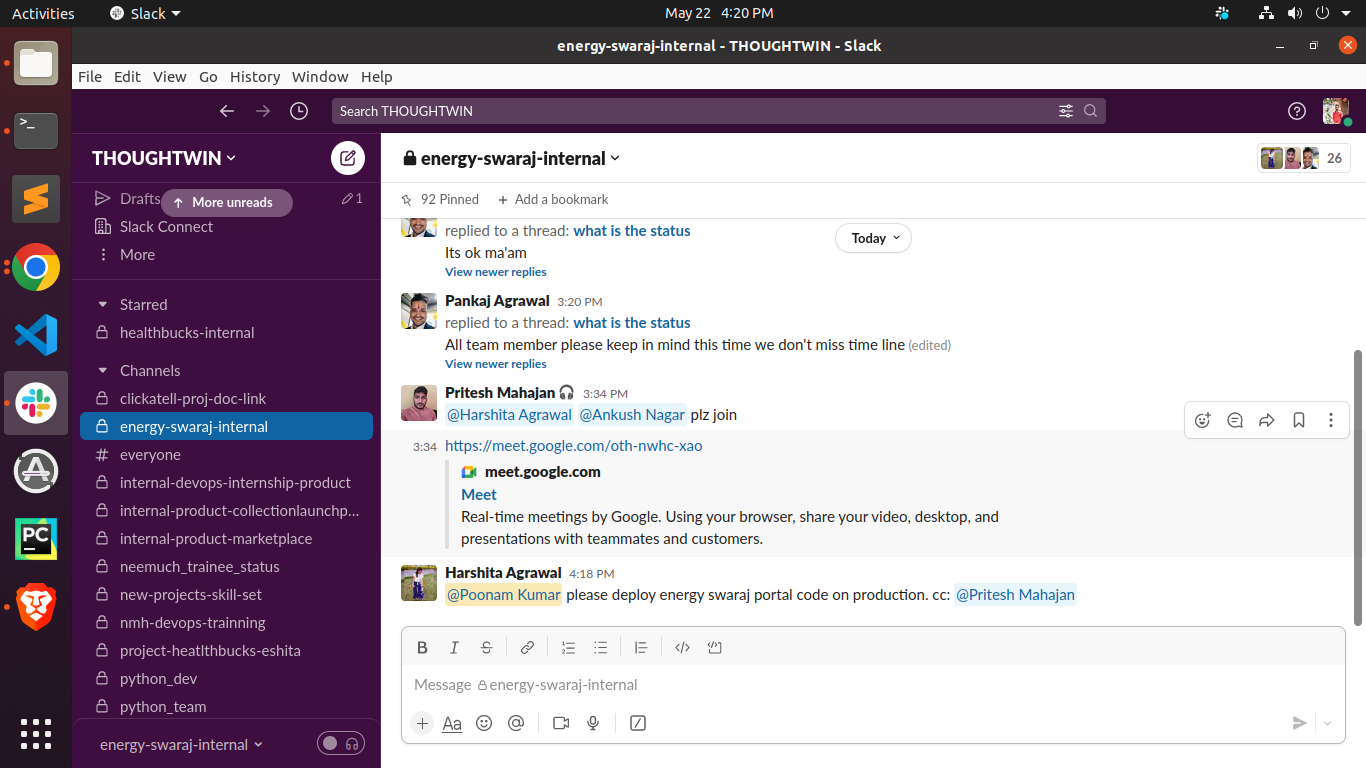 Activities Slack May 22 4:20 PM
energy-swaraj-internal - THOUGHTWIN - Slack
File Edit View Go History Window Help
Search THOUGHTWIN
THOUGHTWIN
Drafts 1
More unreads
Slack Connect
More
Starred
healthbucks-internal
Channels
clickatell-proj-doc-link
energy-swaraj-internal
everyone
internal-devops-internship-product
internal-product-collectionlaunchp...
internal-product-marketplace
neemuch_trainee_status
new-projects-skill-set
nmh-devops-trainning
project-heatlthbucks-eshita
python_dev
python_team
energy-swaraj-internal
energy-swaraj-internal 26
92 Pinned + Add a bookmark
Today
replied to a thread: what is the status
Its ok ma'am
View newer replies
Pankaj Agrawal 3:20 PM
replied to a thread: what is the status
All team member please keep in mind this time we don't miss time line (edited)
View newer replies
Pritesh Mahajan 3:34 PM
@Harshita Agrawal @Ankush Nagar plz join
3:34 https://meet.google.com/oth-nwhc-xao
meet.google.com
Meet
Real-time meetings by Google. Using your browser, share your video, desktop, and
presentations with teammates and customers.
Harshita Agrawal 4:18 PM
@Poonam Kumar please deploy energy swaraj portal code on production. cc: @Pritesh Mahajan
B I S
Message energy-swaraj-internal
+ Aa @
>_
S
PC
A